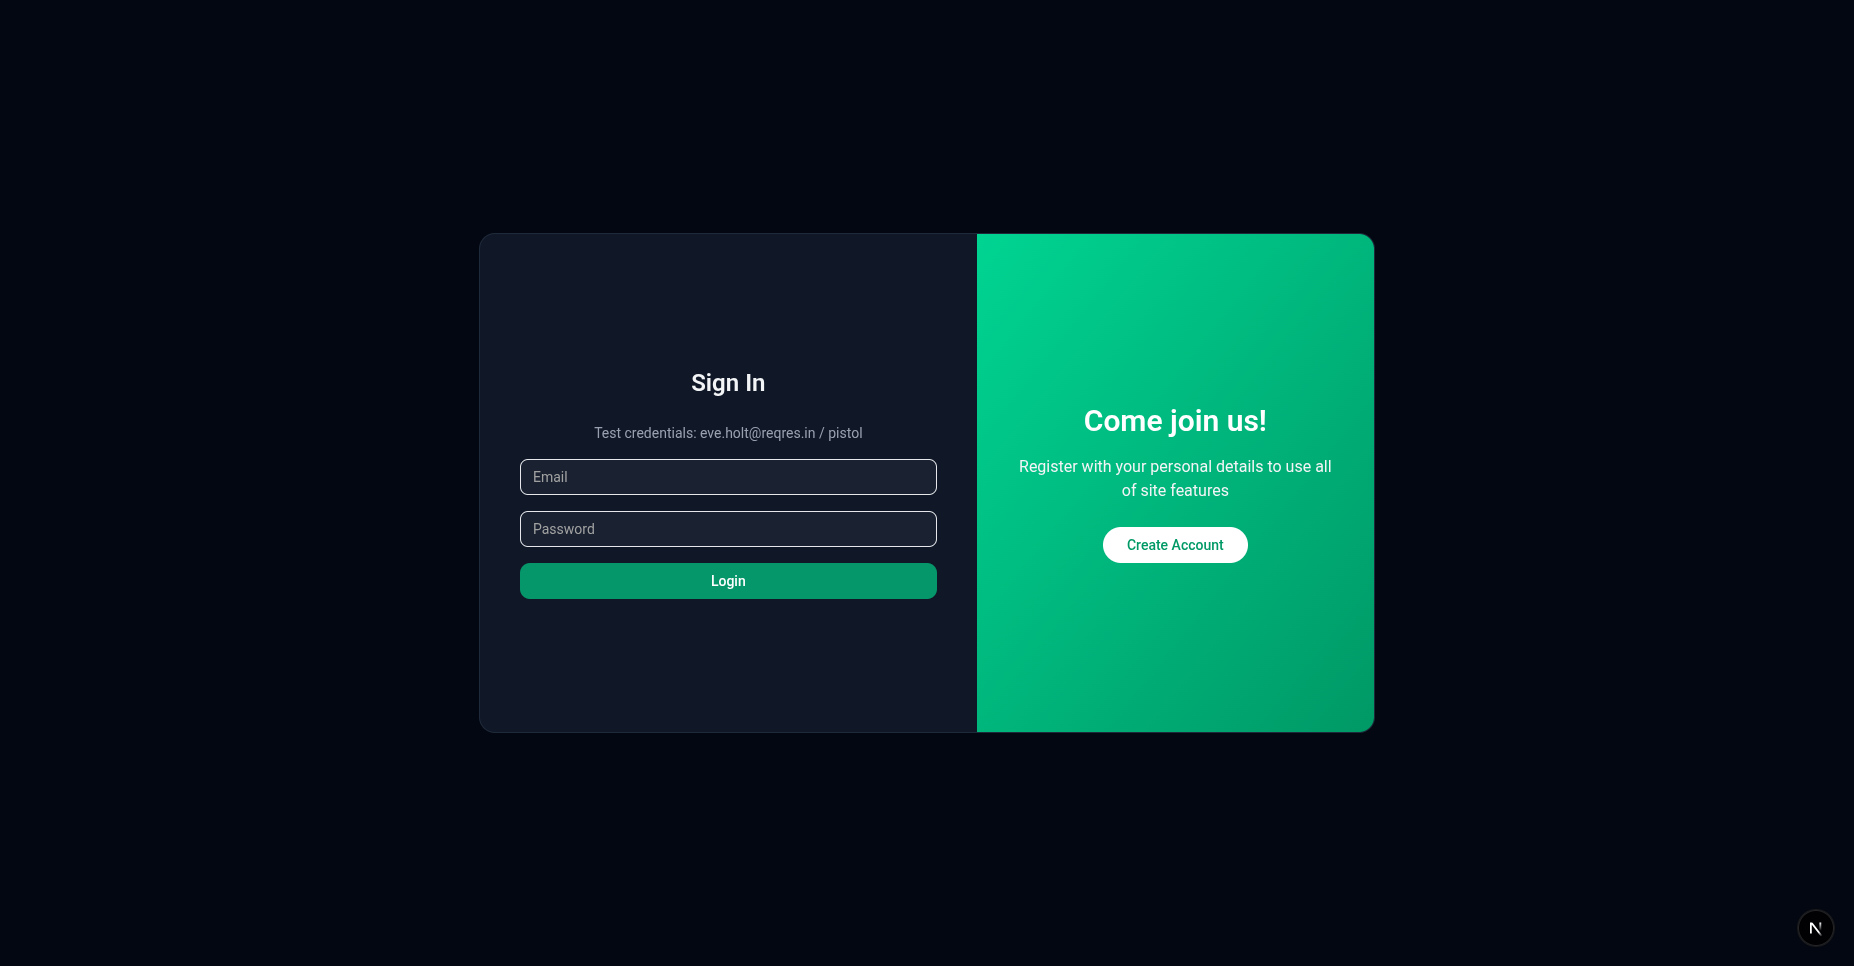 Sign In
Test credentials: eve.holt@reqres.in / pistol
Email
Password
Login
Come join us!
Register with your personal details to use all
of site features
Create Account
N